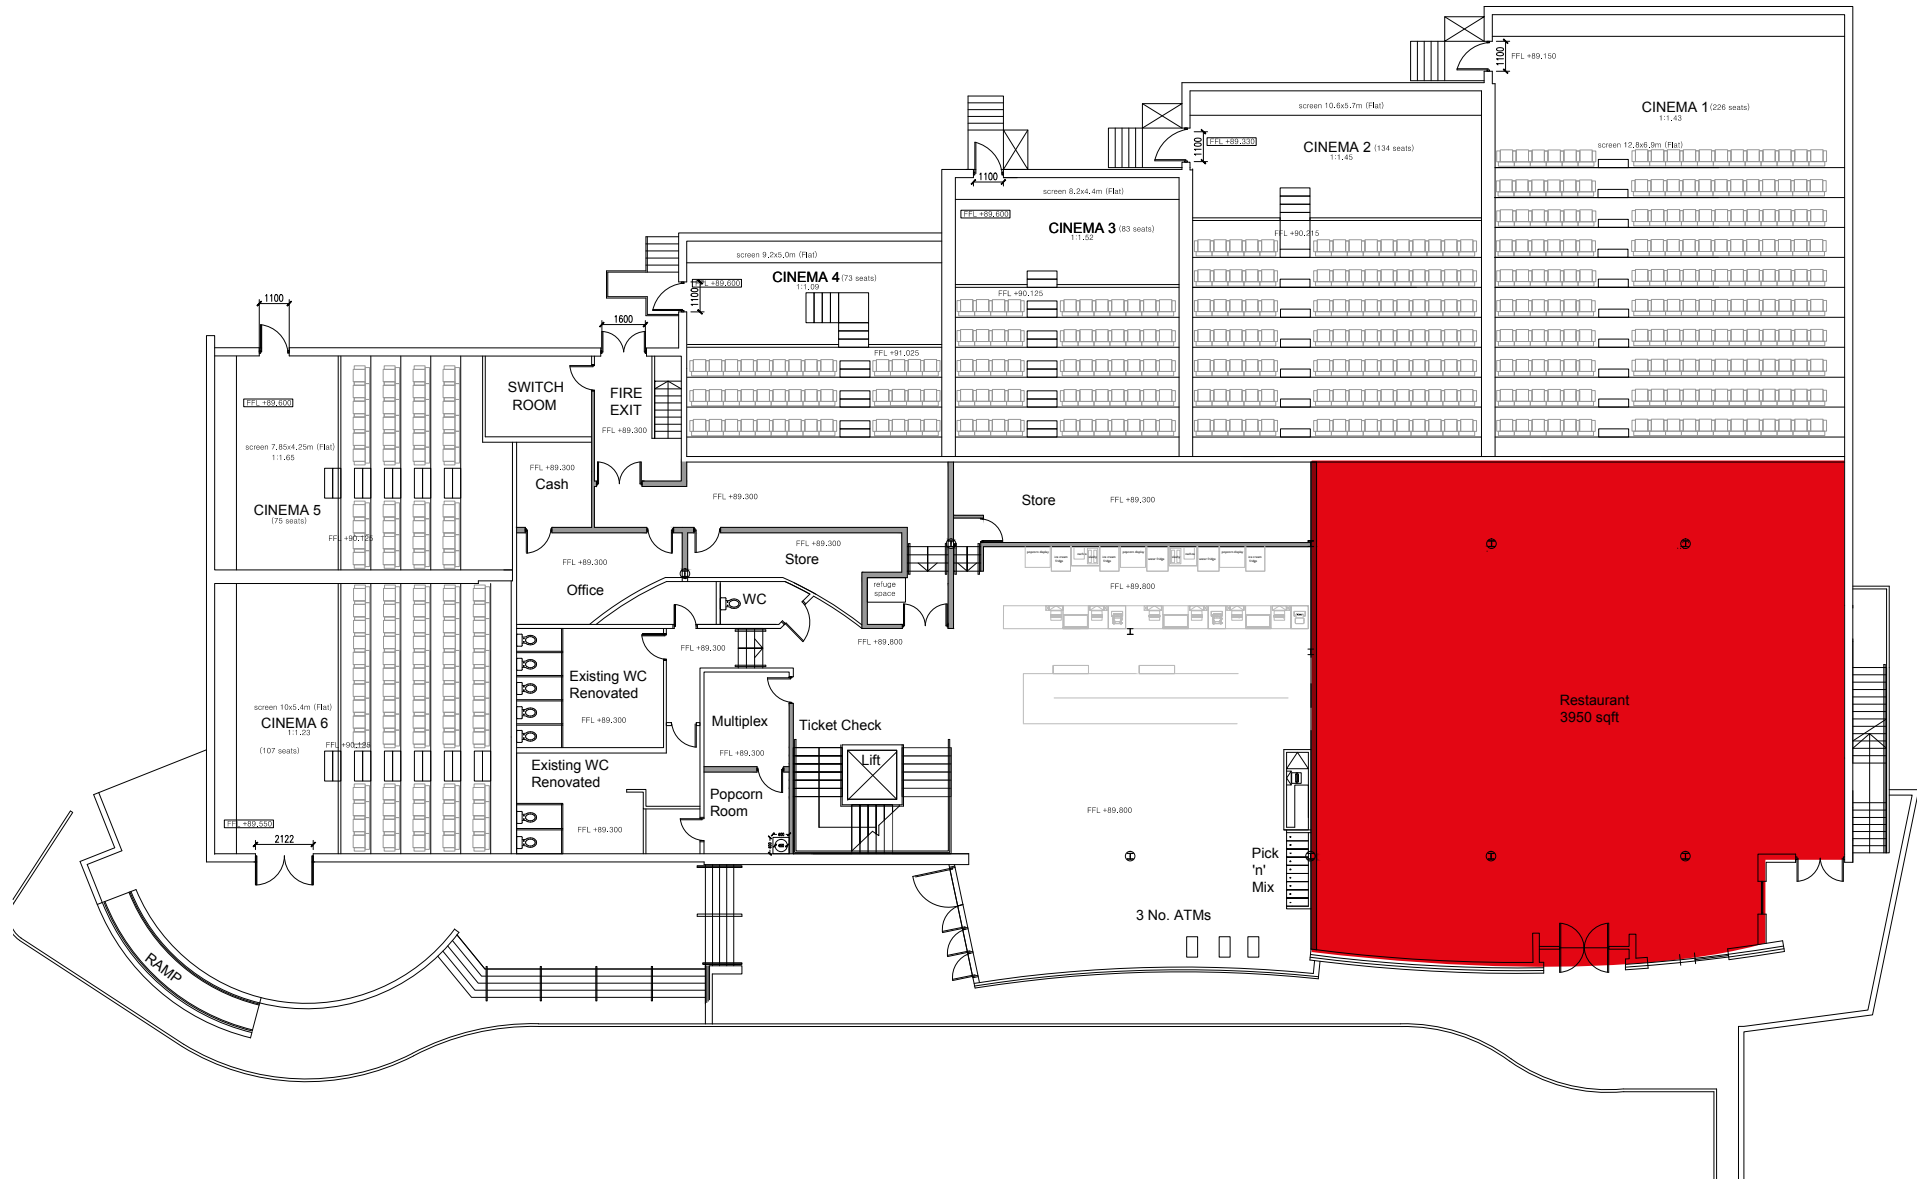 1100
FFL +89.150
CINEMA 1 (226 seats)
1:1.43
screen 12.8x6.9m (Flat)
screen 10.6x5.7m (Flat)
1100
FFL +89.330
CINEMA 2 (134 seats)
1:1.45
FFL +90.215
1100
screen 8.2x4.4m (Flat)
FFL +89.600
CINEMA 3 (83 seats)
1:1.52
FFL +90.125
screen 9.2x5.0m (Flat)
CINEMA 4 (73 seats)
1:1.09
FFL +89.600
1100
FFL +91.025
1100
1600
SWITCH
ROOM
FIRE
EXIT
FFL +89.300
FFL +89.600
screen 7.85x4.25m (Flat)
1:1.65
CINEMA 5
(75 seats)
FFL +90.125
FFL +89.300
Cash
FFL +89.300
Store
FFL +89.300
FFL +89.300
Office
FFL +89.300
Store
refuge
space
WC
FFL +89.800
FFL +89.800
FFL +89.300
Existing WC
Renovated
FFL +89.300
screen 10x5.4m (Flat)
CINEMA 6
1:1.23
(107 seats)
FFL +90.125
FFL +89.550
2122
Multiplex
FFL +89.300
Ticket Check
Lift
Existing WC
Renovated
FFL +89.300
Popcorn
Room
FFL +89.800
Restaurant
3950 sqft
Pick
'n'
Mix
3 No. ATMs
RAMP